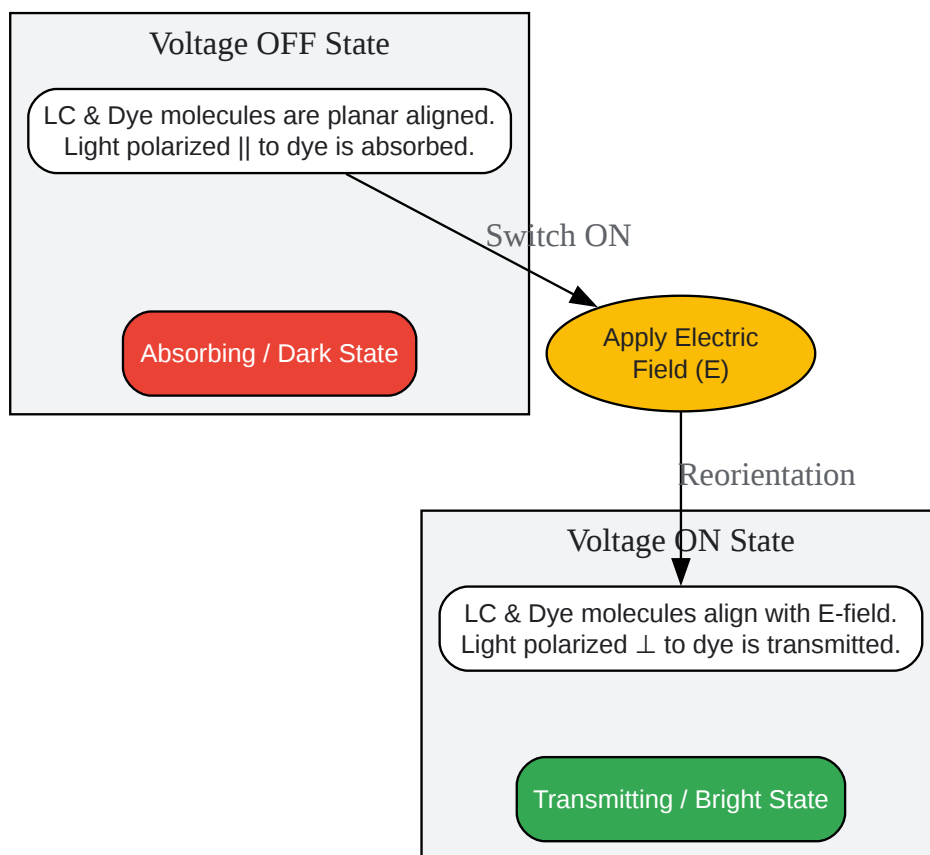 Voltage OFF State
LC & Dye molecules are planar aligned.
Light polarized || to dye is absorbed.
Switch ON
Absorbing / Dark State
Apply Electric
Field (E)
Reorientation
Voltage ON State
LC & Dye molecules align with E-field.
Light polarized ⊥ to dye is transmitted.
Transmitting / Bright State